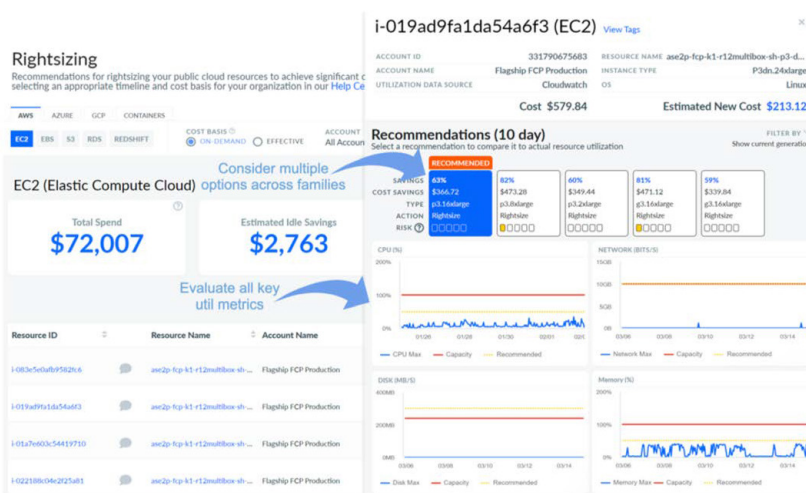 Rightsizing
Recommendations for rightsizing your public cloud resources to achieve significant c
selecting an appropriate timeline and cost basis for your organization in our Help Ce
AWS AZURE GCP CONTAINERS
EC2 EBS S3 RDS REDSHIFT
COST BASIS
ON-DEMAND EFFECTIVE
ACCOUNT
All Accoun
Consider multiple
options across families
EC2 (Elastic Compute Cloud)
Total Spend
$72,007
Estimated Idle Savings
$2,763
Evaluate all key
util metrics
Resource ID Resource Name Account Name
i-083e5e0afb9582fc6 ase2p-fcp-k1-r12multibox-sh-... Flagship FCP Production
i-019ad9fa1da54a6f3 ase2p-fcp-k1-r12multibox-sh-... Flagship FCP Production
i-01a7e603c54419710 ase2p-fcp-k1-r12multibox-sh-... Flagship FCP Production
i-022188c04e2f25a81 ase2p-fcp-k1-r12multibox-sh-... Flagship FCP Production
i-019ad9fa1da54a6f3 (EC2) View Tags
ACCOUNT ID 331790675683 RESOURCE NAME ase2p-fcp-k1-r12multibox-sh-p3-d...
ACCOUNT NAME Flagship FCP Production INSTANCE TYPE P3dn.24xlarge
UTILIZATION DATA SOURCE Cloudwatch OS Linux
Cost $579.84 Estimated New Cost $213.12
Recommendations (10 day)
Select a recommendation to compare it to actual resource utilization
FILTER BY
Show current generatio
RECOMMENDED
SAVINGS 63% 82% 60% 81% 59%
COST SAVINGS $366.72 $473.28 $349.44 $471.12 $339.84
TYPE p3.16xlarge p3.8xlarge p3.2xlarge g3.16xlarge g3.16xlarge
ACTION Rightsize Rightsize Rightsize Rightsize Rightsize
RISK
CPU (%)
200%
100%
0%
01/26 01/28 01/30 02/01
CPU Max Capacity Recommended
NETWORK (BITS/S)
15GB
10GB
5GB
0B
03/06 03/08 03/10 03/12 03/14
Network Max Capacity Recommended
DISK (MB/S)
400MB
200MB
0MB
03/06 03/08 03/10 03/12 03/14
Disk Max Capacity Recommended
Memory (%)
200%
100%
0%
03/06 03/08 03/10 03/12 03/14
Memory Max Capacity Recommended